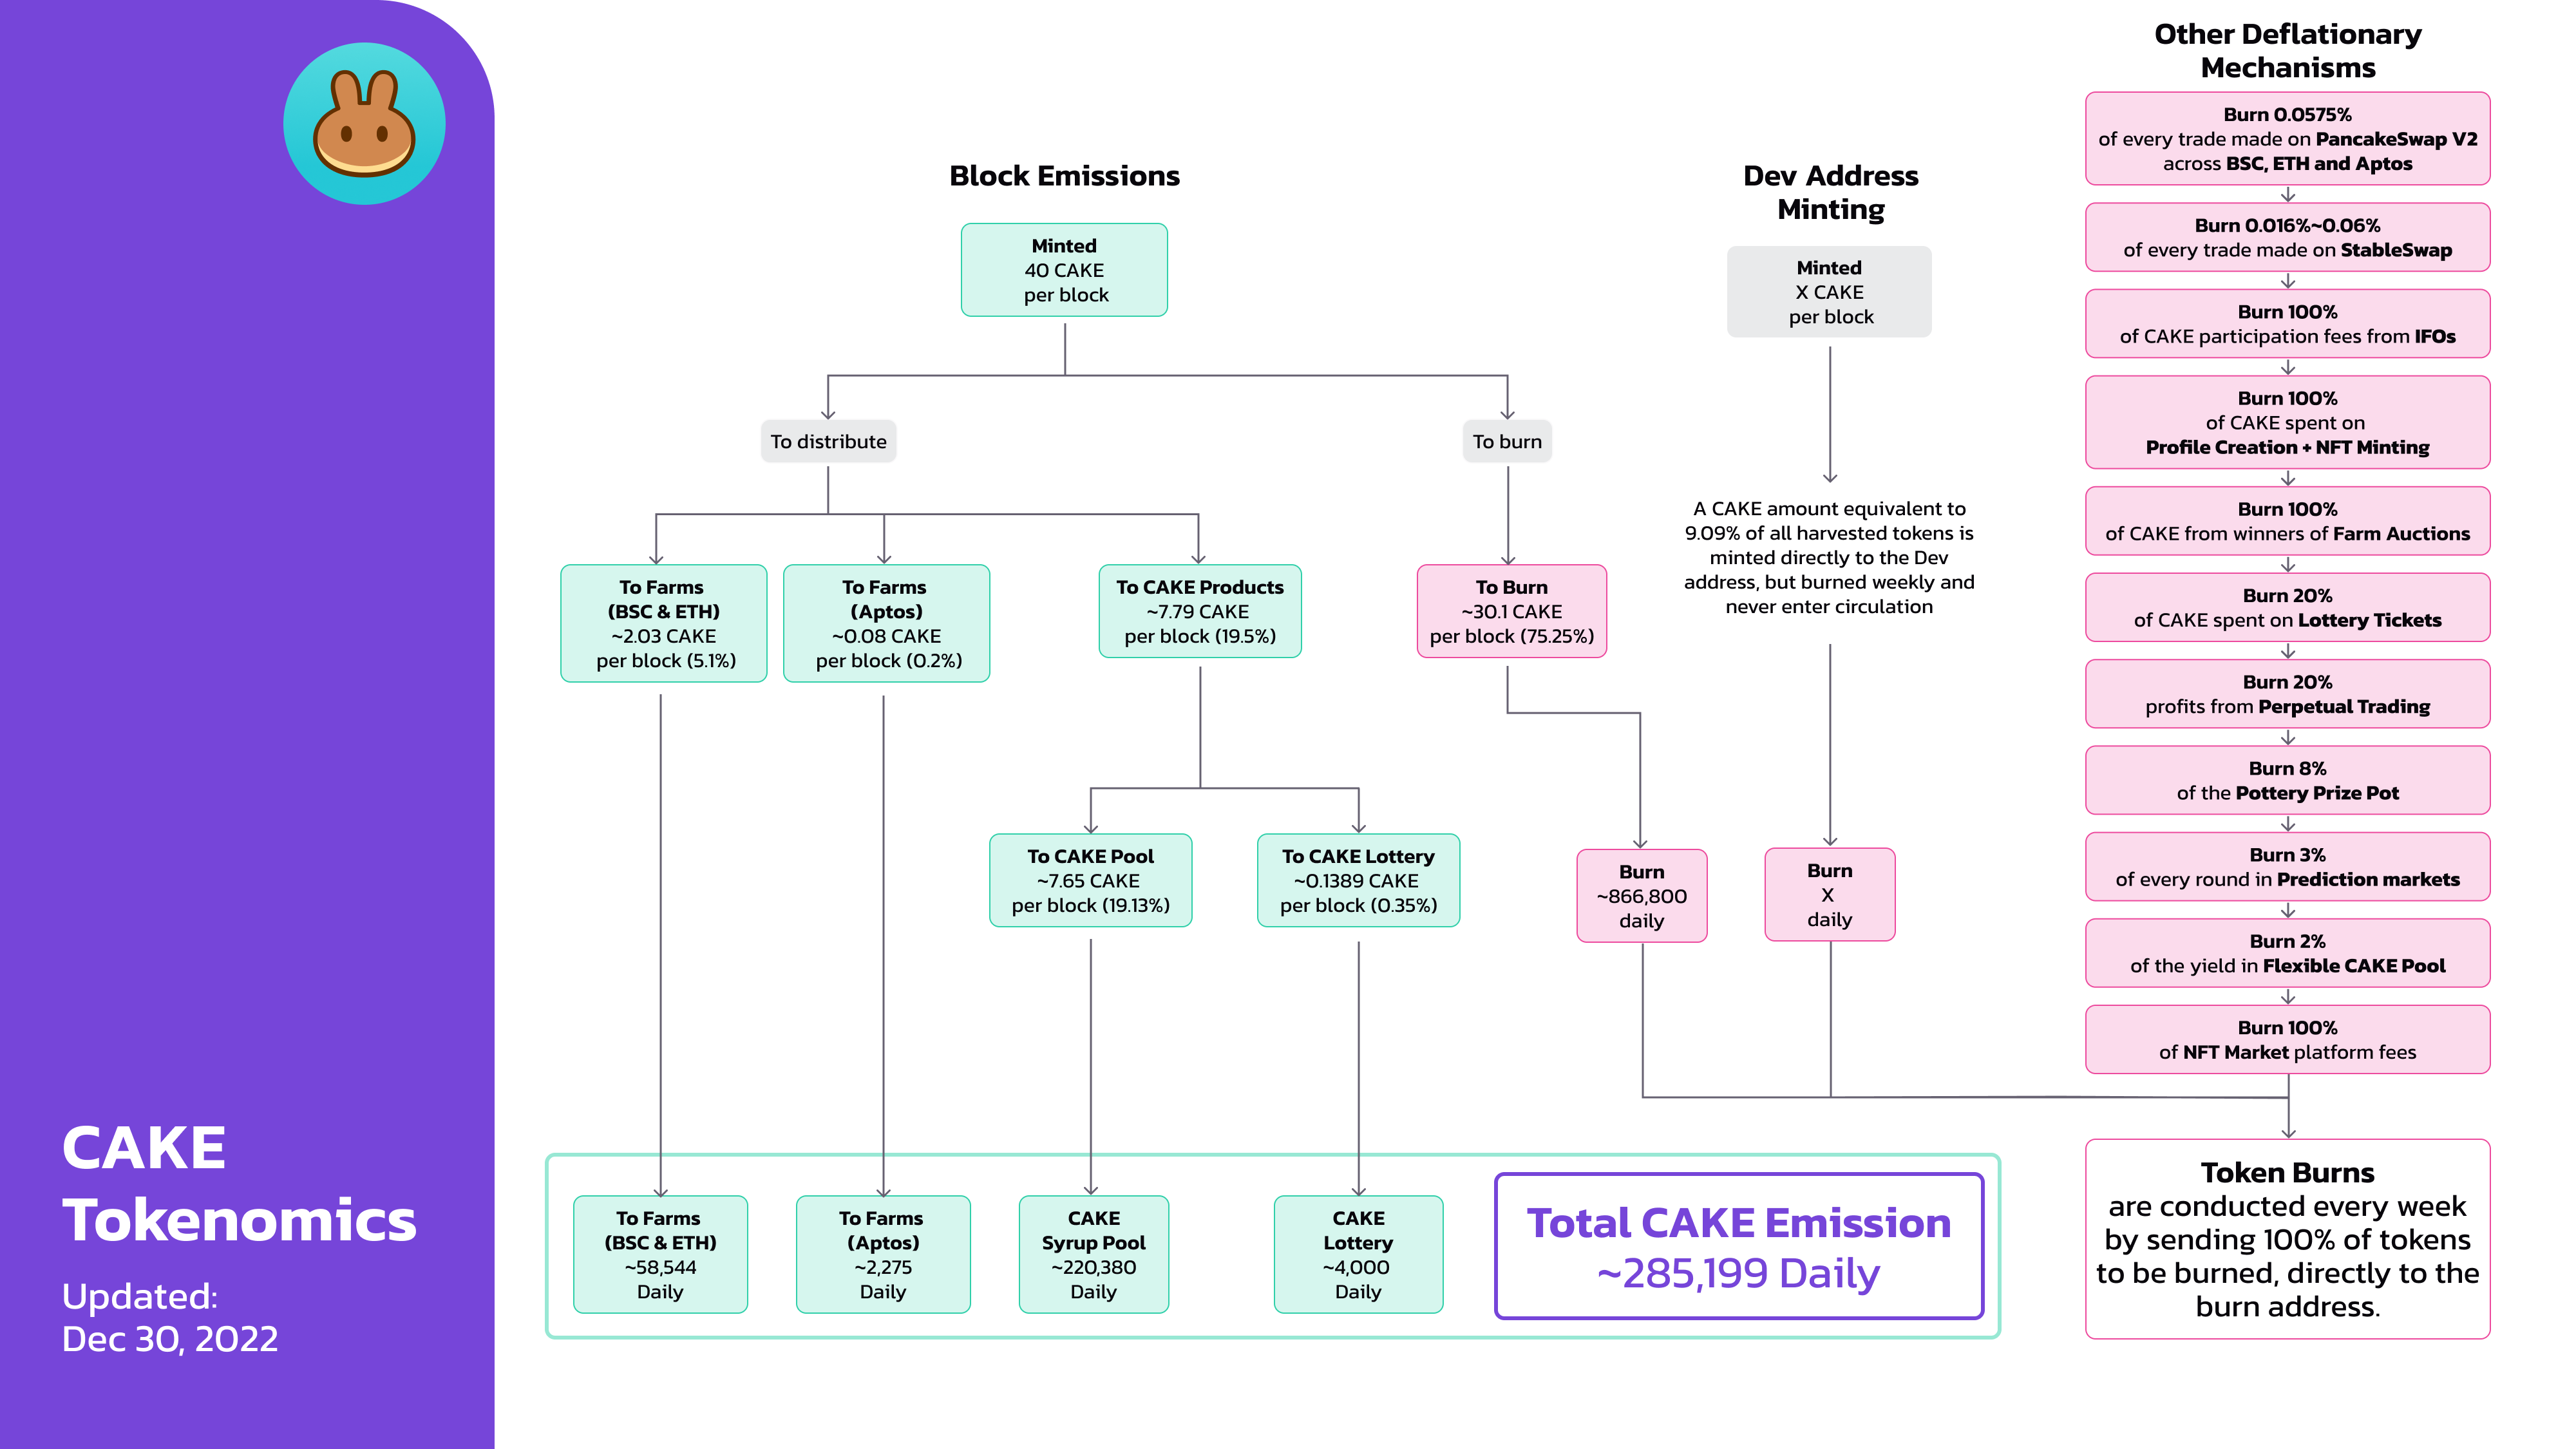 CAKE
Tokenomics
Updated:
Dec 30, 2022
Block Emissions
Minted
40 CAKE
per block
To distribute
To burn
To Farms
(BSC & ETH)
~2.03 CAKE
per block (5.1%)
To Farms
(Aptos)
~0.08 CAKE
per block (0.2%)
To CAKE Products
~7.79 CAKE
per block (19.5%)
To Burn
~30.1 CAKE
per block (75.25%)
To CAKE Pool
~7.65 CAKE
per block (19.13%)
To CAKE Lottery
~0.1389 CAKE
per block (0.35%)
Burn
~866,800
daily
To Farms
(BSC & ETH)
~58,544
Daily
To Farms
(Aptos)
~2,275
Daily
CAKE
Syrup Pool
~220,380
Daily
CAKE
Lottery
~4,000
Daily
Total CAKE Emission
~285,199 Daily
Dev Address
Minting
Minted
X CAKE
per block
A CAKE amount equivalent to
9.09% of all harvested tokens is
minted directly to the Dev
address, but burned weekly and
never enter circulation
Burn
X
daily
Other Deflationary
Mechanisms
Burn 0.0575%
of every trade made on PancakeSwap V2
across BSC, ETH and Aptos
Burn 0.016%~0.06%
of every trade made on StableSwap
Burn 100%
of CAKE participation fees from IFOs
Burn 100%
of CAKE spent on
Profile Creation + NFT Minting
Burn 100%
of CAKE from winners of Farm Auctions
Burn 20%
of CAKE spent on Lottery Tickets
Burn 20%
profits from Perpetual Trading
Burn 8%
of the Pottery Prize Pot
Burn 3%
of every round in Prediction markets
Burn 2%
of the yield in Flexible CAKE Pool
Burn 100%
of NFT Market platform fees
Token Burns
are conducted every week
by sending 100% of tokens
to be burned, directly to the
burn address.